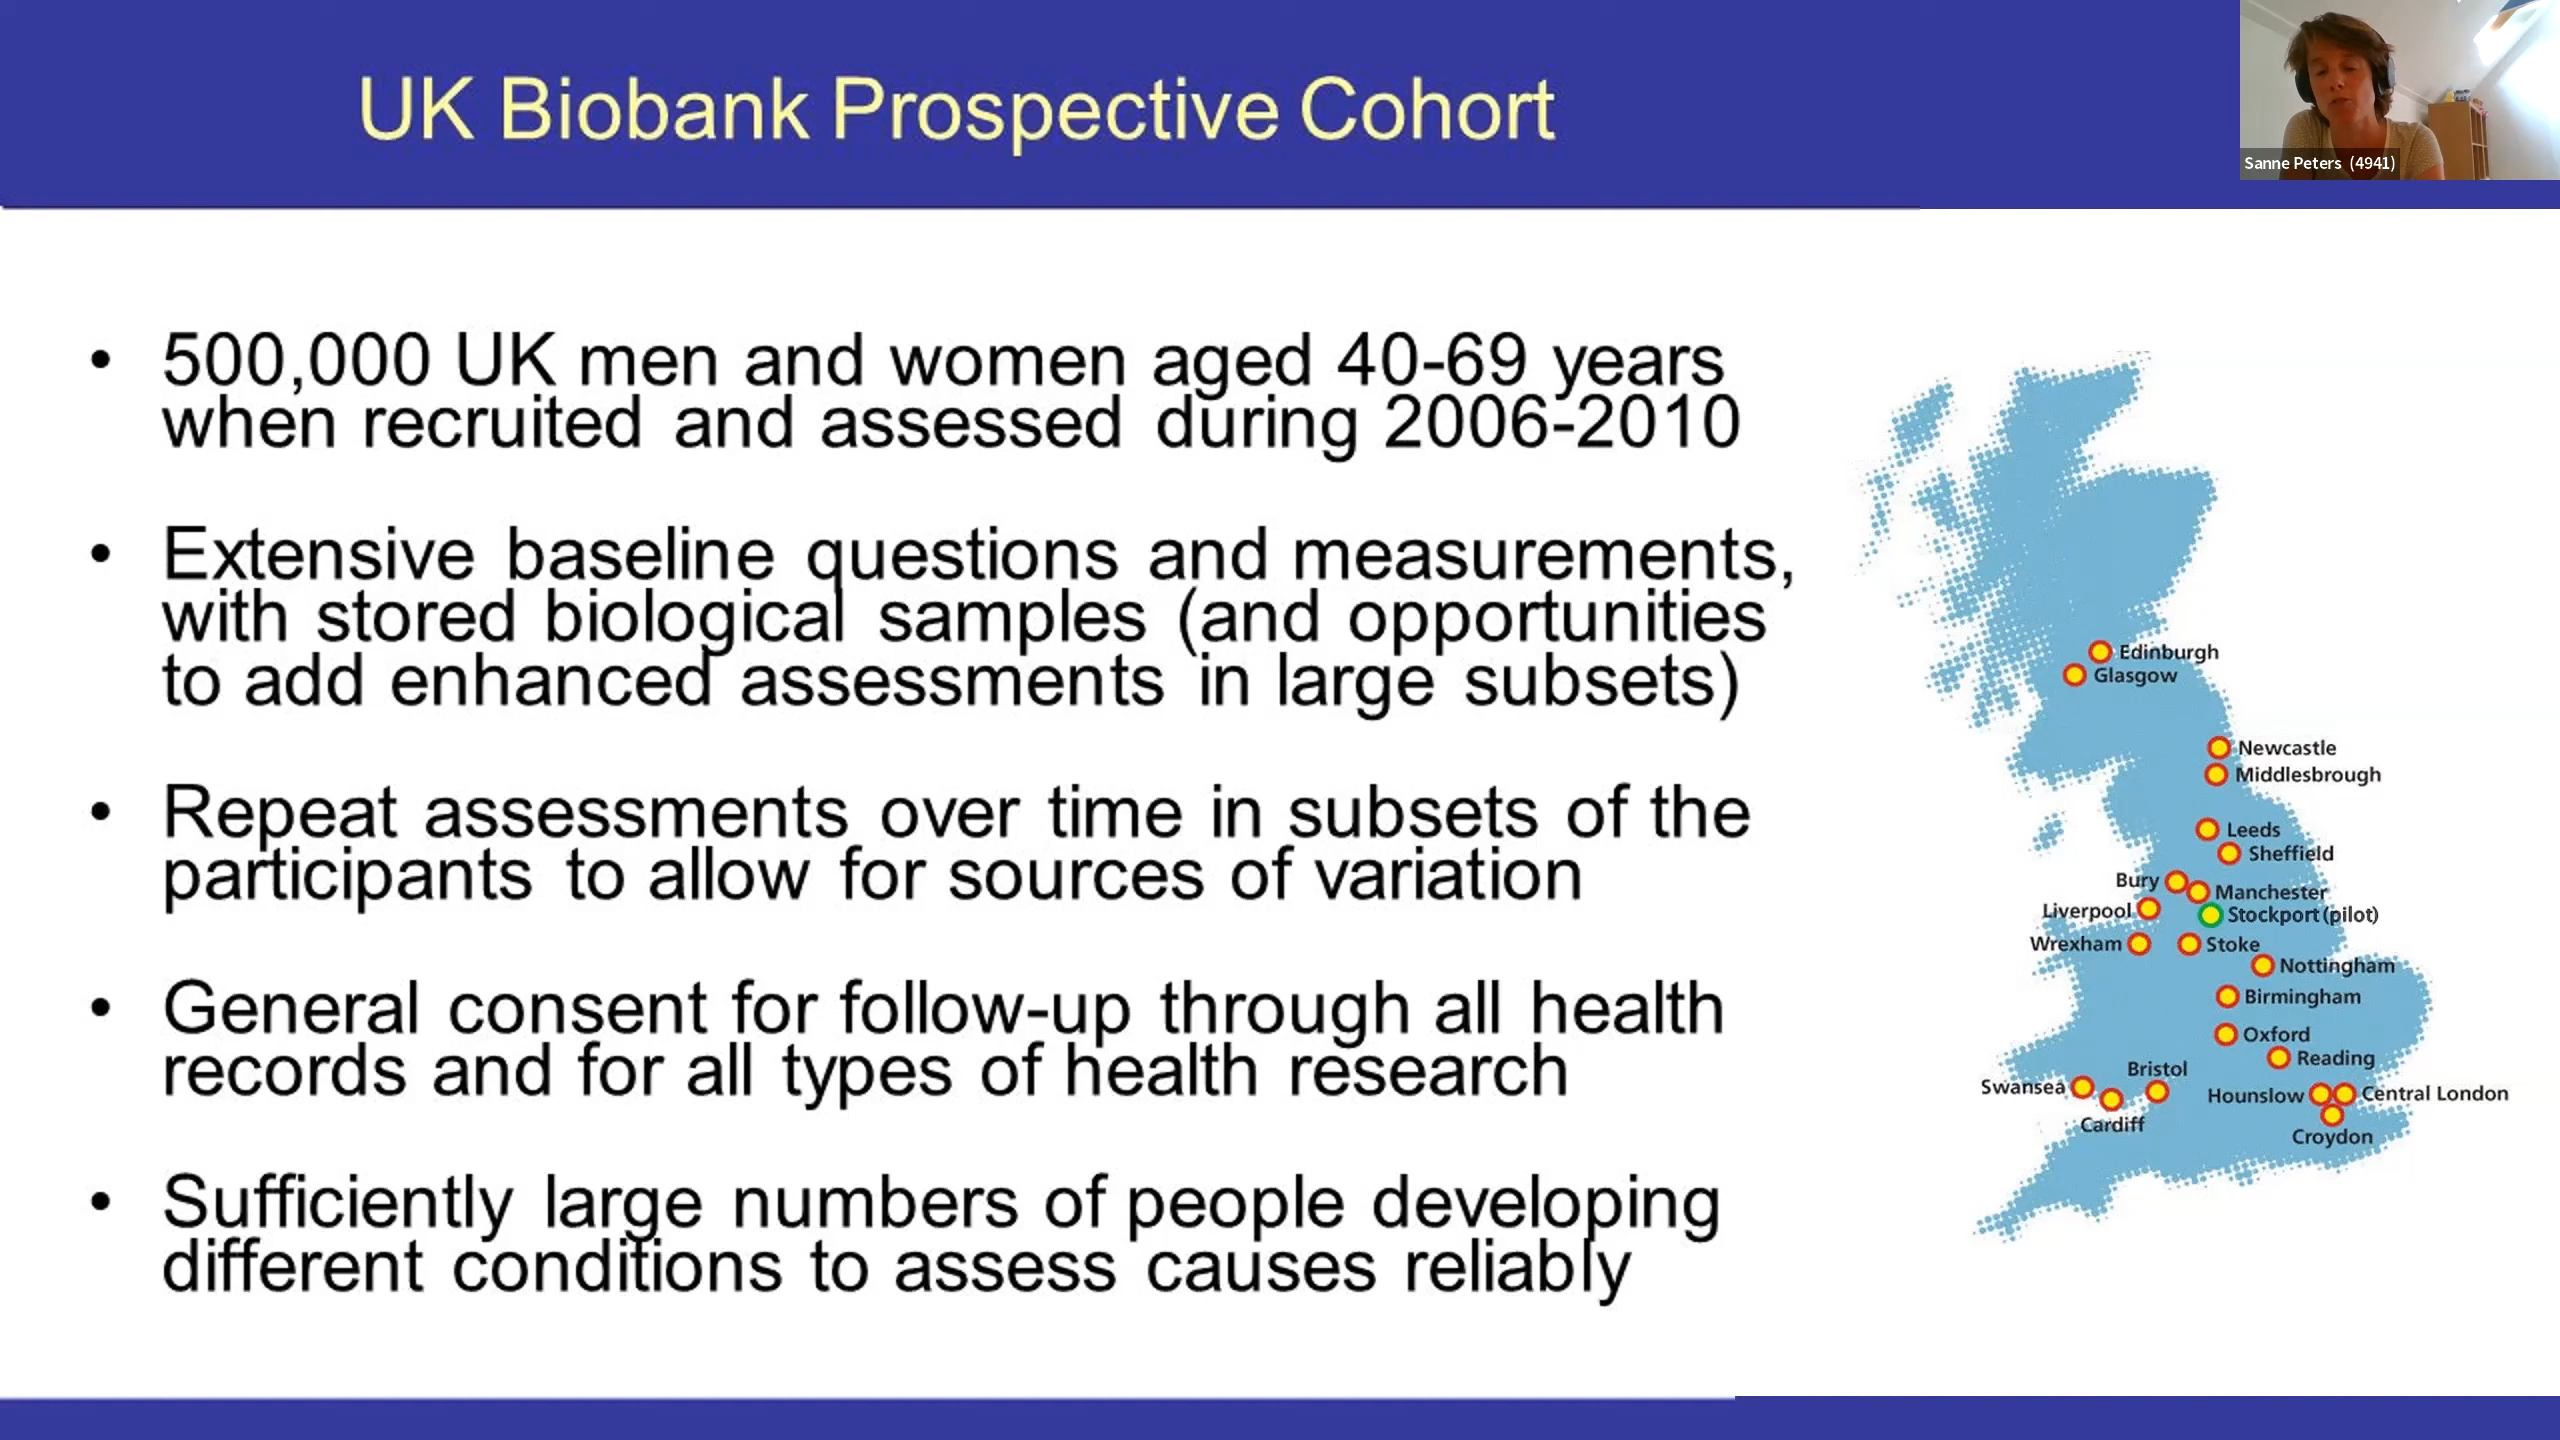 UK Biobank Prospective Cohort
Sanne Peters (4941)
• 500,000 UK men and women aged 40-69 years
when recruited and assessed during 2006-2010
• Extensive baseline questions and measurements,
with stored biological samples (and opportunities
to add enhanced assessments in large subsets)
• Repeat assessments over time in subsets of the
participants to allow for sources of variation
• General consent for follow-up through all health
records and for all types of health research
• Sufficiently large numbers of people developing
different conditions to assess causes reliably
Edinburgh
Glasgow
Newcastle
Middlesbrough
Leeds
Sheffield
Bury
Manchester
Liverpool
Stockport (pilot)
Wrexham
Stoke
Nottingham
Birmingham
Oxford
Reading
Bristol
Swansea
Hounslow
Central London
Cardiff
Croydon